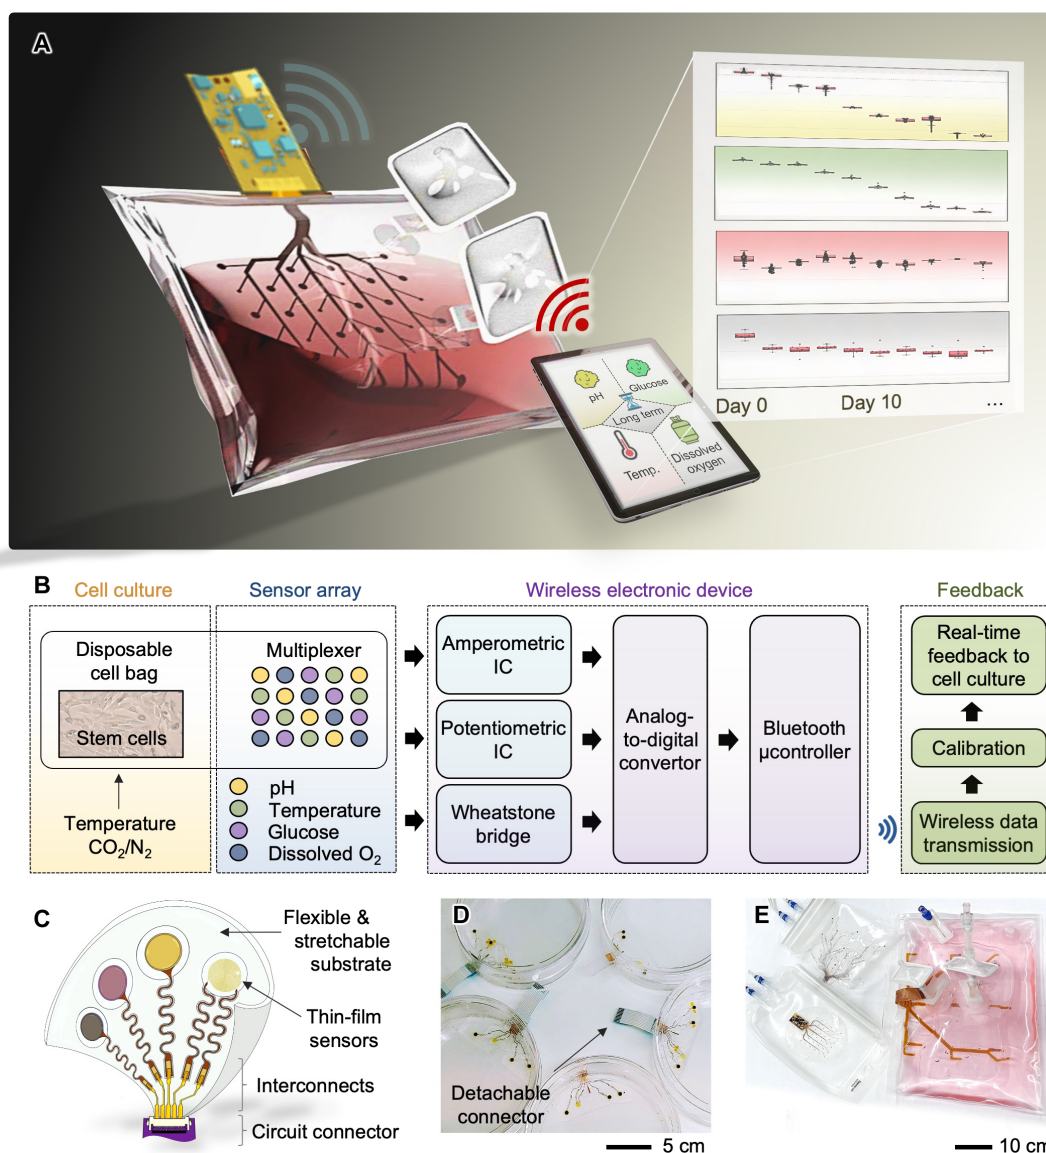 A
pH
Glucose
Long term
Temp.
Dissolved
oxygen
Day 0
Day 10
...
B
Cell culture
Sensor array
Wireless electronic device
Feedback
Disposable
cell bag
Stem cells
Temperature
CO₂/N₂
Multiplexer
pH
Temperature
Glucose
Dissolved O₂
Amperometric
IC
Potentiometric
IC
Wheatstone
bridge
Analog-
to-digital
convertor
Bluetooth
μcontroller
Real-time
feedback to
cell culture
Calibration
Wireless data
transmission
C
Flexible &
stretchable
substrate
Thin-film
sensors
Interconnects
Circuit connector
D
Detachable
connector
5 cm
E
10 cm